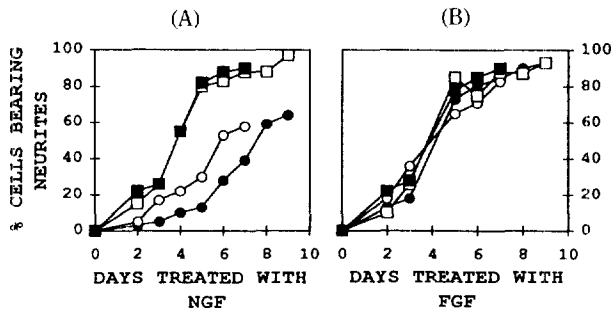 (A) (B)
% CELLS BEARING
NEURITES
100
80
60
40
20
0
0 2 4 6 8 10
DAYS TREATED WITH
NGF
100
80
60
40
20
0
0 2 4 6 8 10
DAYS TREATED WITH
FGF